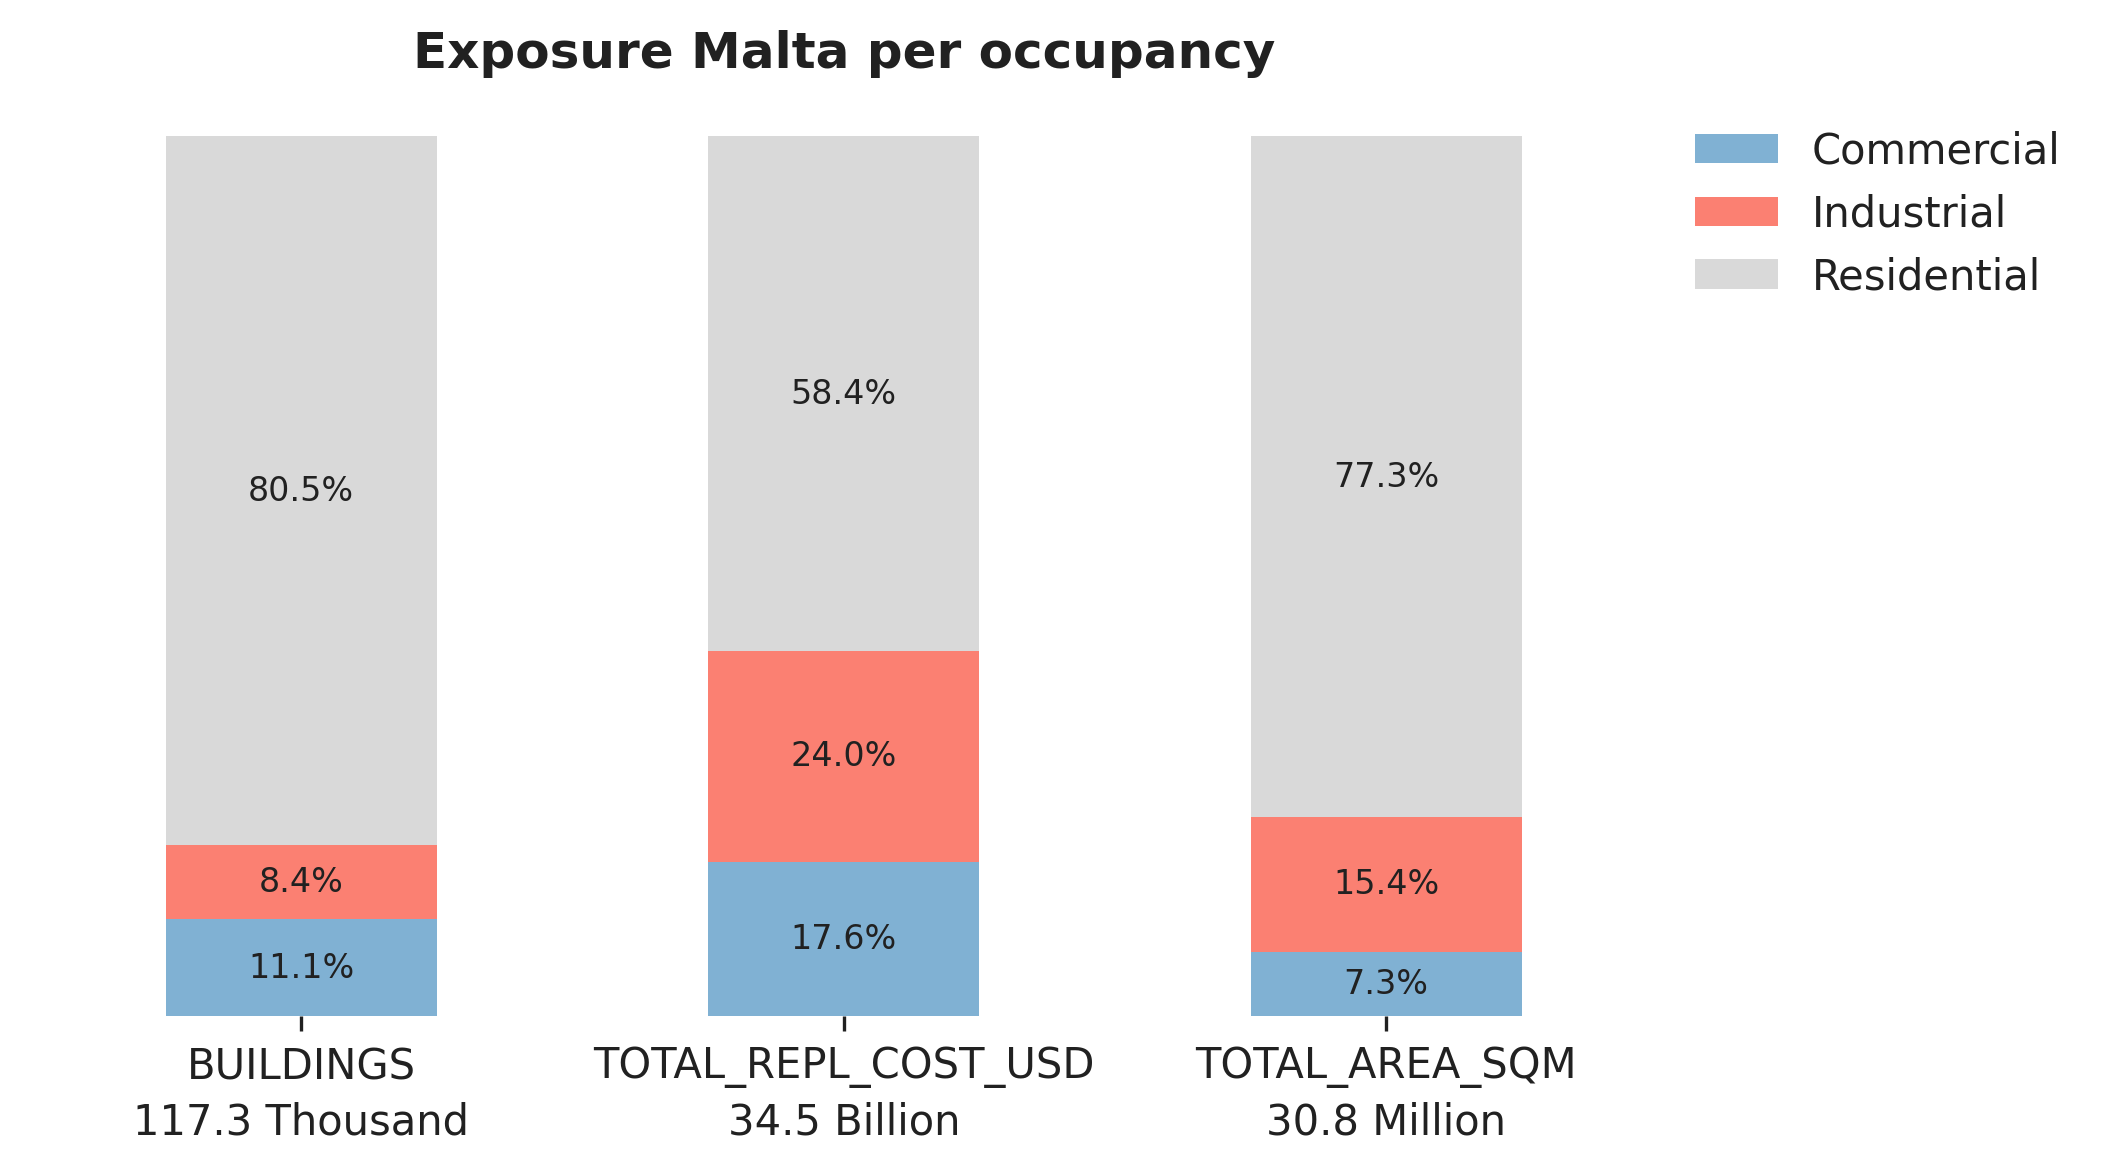 Exposure Malta per occupancy
Commercial
Industrial
Residential
80.5%
8.4%
11.1%
58.4%
24.0%
17.6%
77.3%
15.4%
7.3%
BUILDINGS
117.3 Thousand
TOTAL_REPL_COST_USD
34.5 Billion
TOTAL_AREA_SQM
30.8 Million